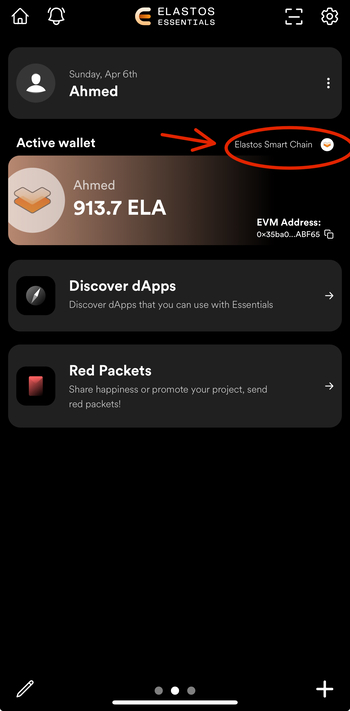 ELASTOS
ESSENTIALS
Sunday, Apr 6th
Ahmed
Active wallet
Elastos Smart Chain
Ahmed
913.7 ELA
EVM Address:
0×35ba0...ABF65
Discover dApps
Discover dApps that you can use with Essentials
Red Packets
Share happiness or promote your project, send
red packets!